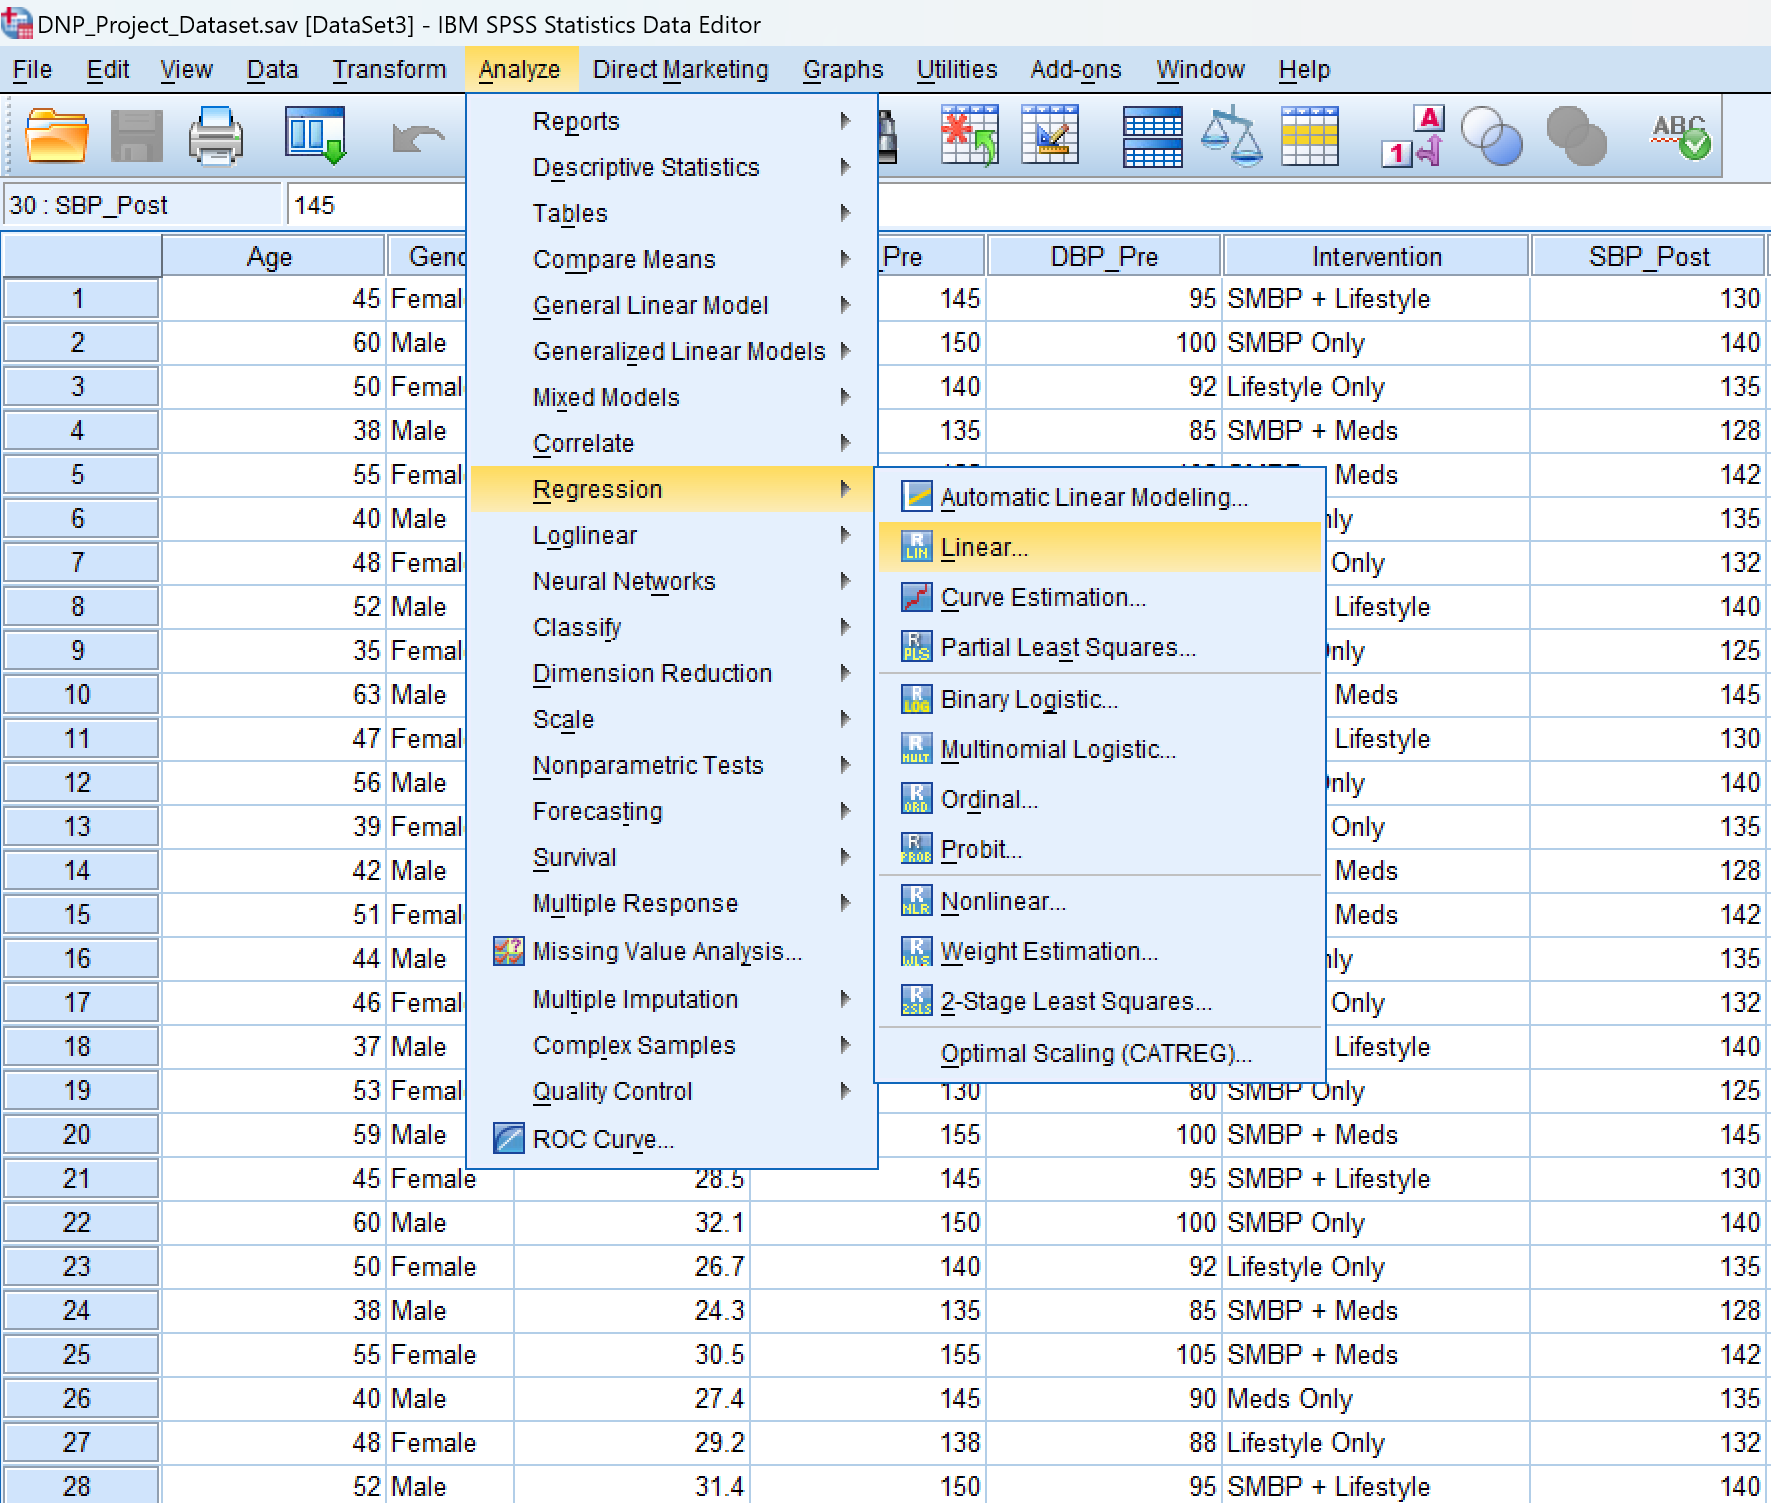 DNP_Project_Dataset.sav [DataSet3] - IBM SPSS Statistics Data Editor
File Edit View Data Transform Analyze Direct Marketing Graphs Utilities Add-ons Window Help
A
1
ABC
30 : SBP_Post 145
Age Gend _Pre DBP_Pre Intervention SBP_Post
1 45 Femal 145 95 SMBP + Lifestyle 130
2 60 Male 150 100 SMBP Only 140
3 50 Femal 140 92 Lifestyle Only 135
4 38 Male 135 85 SMBP + Meds 128
5 55 Femal Meds 142
6 40 Male nly 135
7 48 Femal Only 132
8 52 Male Lifestyle 140
9 35 Femal nly 125
10 63 Male Meds 145
11 47 Femal Lifestyle 130
12 56 Male nly 140
13 39 Femal Only 135
14 42 Male Meds 128
15 51 Femal Meds 142
16 44 Male nly 135
17 46 Femal Only 132
18 37 Male Lifestyle 140
19 53 Femal 130 80 SMBP Only 125
20 59 Male 155 100 SMBP + Meds 145
21 45 Female 28.5 145 95 SMBP + Lifestyle 130
22 60 Male 32.1 150 100 SMBP Only 140
23 50 Female 26.7 140 92 Lifestyle Only 135
24 38 Male 24.3 135 85 SMBP + Meds 128
25 55 Female 30.5 155 105 SMBP + Meds 142
26 40 Male 27.4 145 90 Meds Only 135
27 48 Female 29.2 138 88 Lifestyle Only 132
28 52 Male 31.4 150 95 SMBP + Lifestyle 140
Reports
Descriptive Statistics
Tables
Compare Means
General Linear Model
Generalized Linear Models
Mixed Models
Correlate
Regression
Loglinear
Neural Networks
Classify
Dimension Reduction
Scale
Nonparametric Tests
Forecasting
Survival
Multiple Response
Missing Value Analysis...
Multiple Imputation
Complex Samples
Quality Control
ROC Curve...
Automatic Linear Modeling...
R LIN Linear...
Curve Estimation...
R PLS Partial Least Squares...
R LOG Binary Logistic...
R MULT Multinomial Logistic...
R ORD Ordinal...
R PROB Probit...
R NLR Nonlinear...
R WLS Weight Estimation...
R 2SLS 2-Stage Least Squares...
Optimal Scaling (CATREG)...